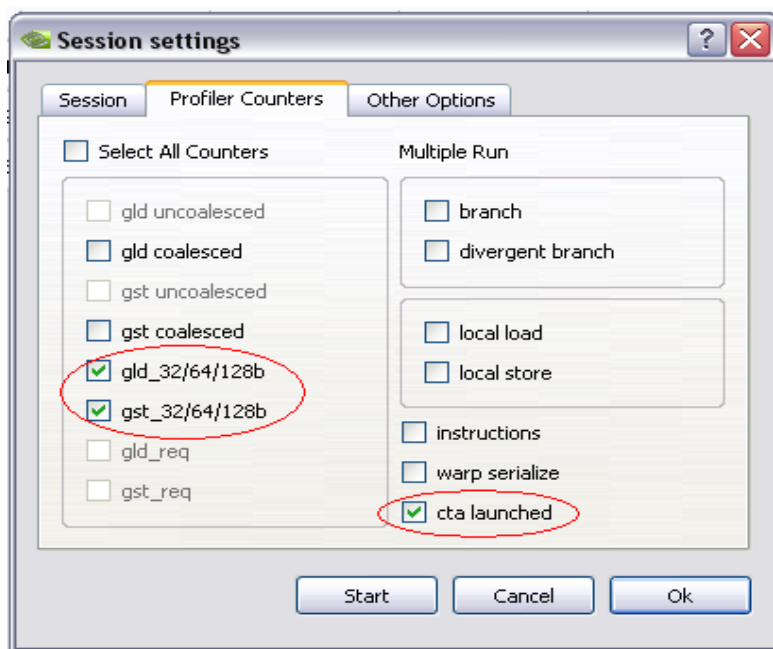 Session settings
Session
Profiler Counters
Other Options
Select All Counters
gld uncoalesced
gld coalesced
gst uncoalesced
gst coalesced
gld_32/64/128b
gst_32/64/128b
gld_req
gst_req
Multiple Run
branch
divergent branch
local load
local store
instructions
warp serialize
cta launched
Start
Cancel
Ok